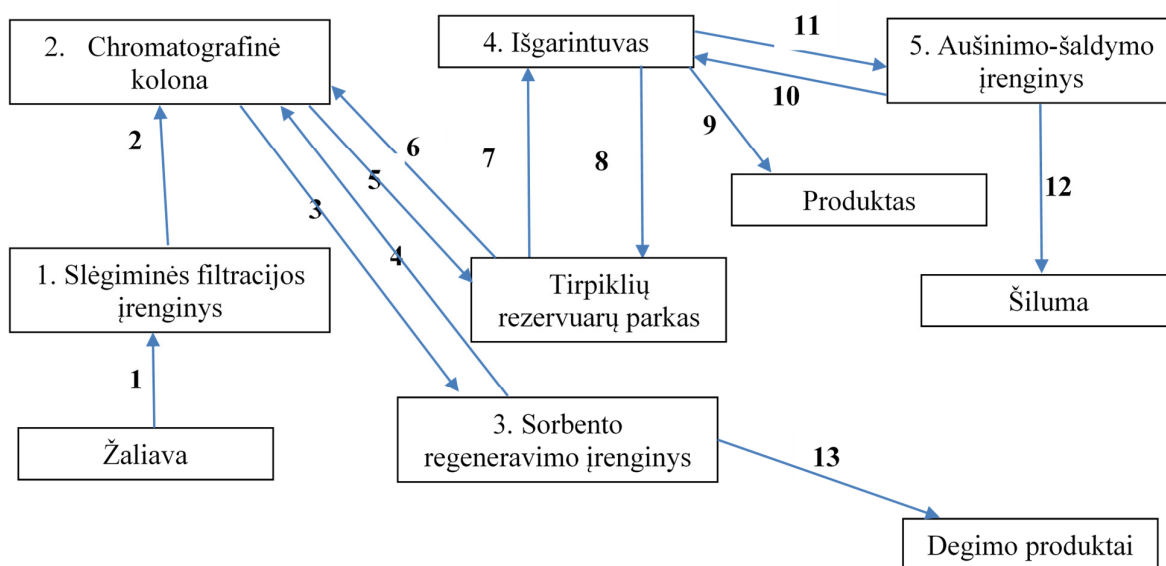 2. Chromatografinė
kolona
4. Išgarintuvas
11
5. Aušinimo-šaldymo
įrenginys
10
2
6
7
8
9
5
3
12
Produktas
4
1. Slėgiminės filtracijos
įrenginys
Tirpiklių
rezervuarų parkas
Šiluma
1
3. Sorbento
regeneravimo įrenginys
Žaliava
13
Degimo produktai